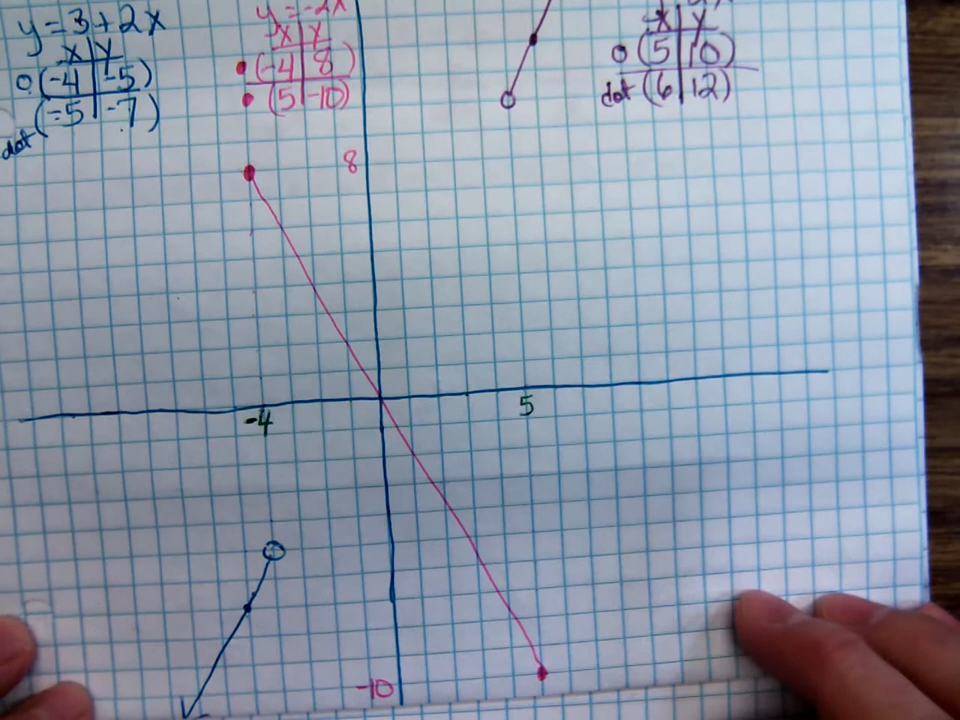 y=3+2x
x y
(-4 -5)
(-5 -7)
dot
y=-2x
x y
(-4 8)
(5 -10)
x y
(5 10)
dot (6 12)
8
-4
5
-10